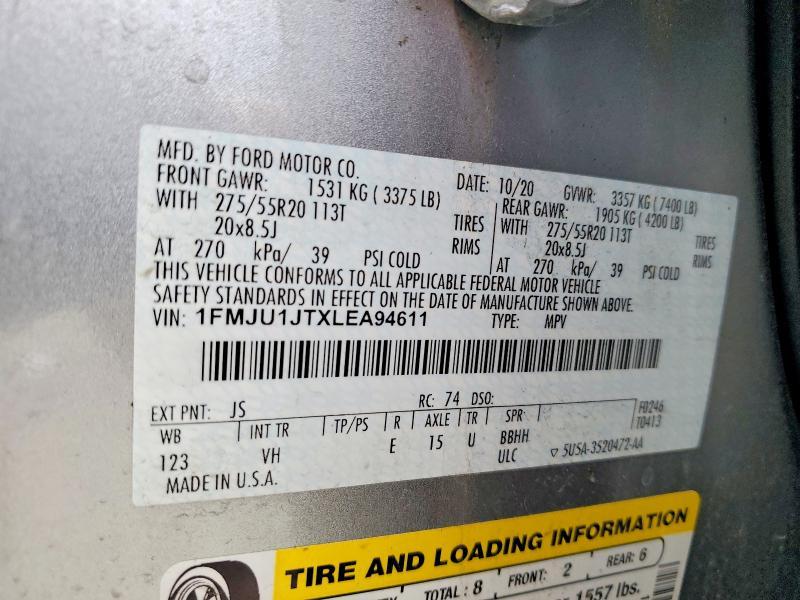 MFD. BY FORD MOTOR CO. DATE: 10/20 GVWR: 3357 KG ( 7400 LB)
FRONT GAWR: 1531 KG ( 3375 LB) REAR GAWR: 1905 KG ( 4200 LB)
WITH 275/55R20 113T TIRES WITH 275/55R20 113T TIRES
20x8.5J RIMS 20x8.5J RIMS
AT 270 kPa/ 39 PSI COLD AT 270 kPa/ 39 PSI COLD
THIS VEHICLE CONFORMS TO ALL APPLICABLE FEDERAL MOTOR VEHICLE
SAFETY STANDARDS IN EFFECT ON THE DATE OF MANUFACTURE SHOWN ABOVE.
VIN: 1FMJU1JTXLEA94611 TYPE: MPV
EXT PNT: JS RC: 74 DSO: F0246
WB INT TR TP/PS R AXLE TR SPR T0413
123 VH E 15 U BBHH
ULC ▽ 5U5A-3520472-AA
MADE IN U.S.A.
TIRE AND LOADING INFORMATION
TOTAL : 8 FRONT: 2 REAR: 6
1557 lbs.